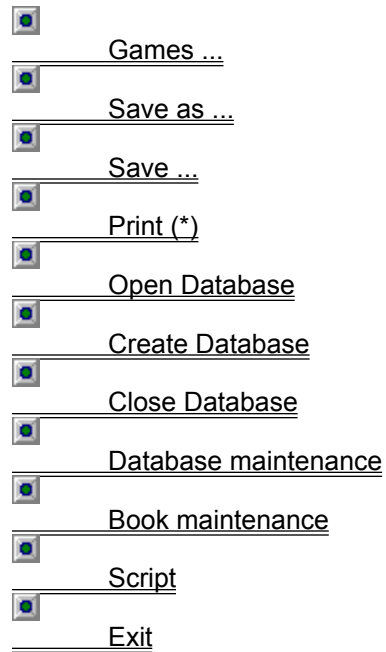 Games ...
Save as ...
Save ...
Print (*)
Open Database
Create Database
Close Database
Database maintenance
Book maintenance
Script
Exit